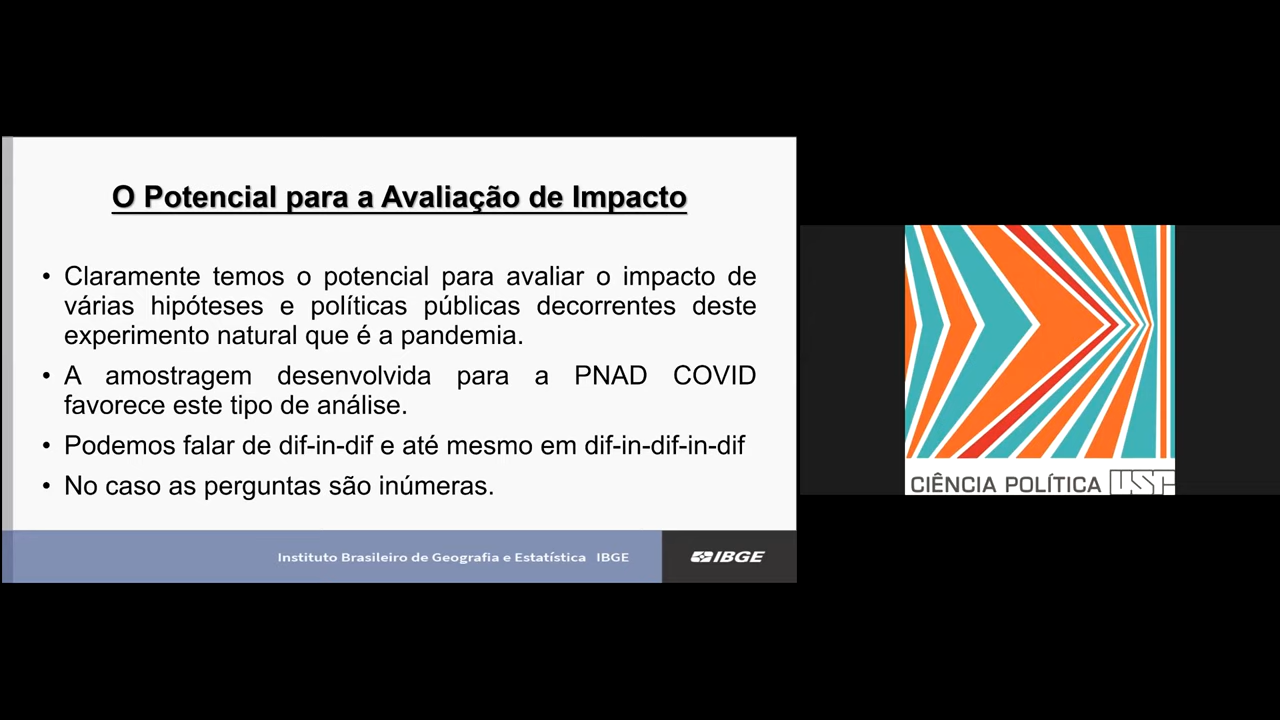 O Potencial para a Avaliação de Impacto
• Claramente temos o potencial para avaliar o impacto de
várias hipóteses e políticas públicas decorrentes deste
experimento natural que é a pandemia.
• A amostragem desenvolvida para a PNAD COVID
favorece este tipo de análise.
• Podemos falar de dif-in-dif e até mesmo em dif-in-dif-in-dif
• No caso as perguntas são inúmeras.
Instituto Brasileiro de Geografia e Estatística IBGE
IBGE
CIÊNCIA POLÍTICA USP